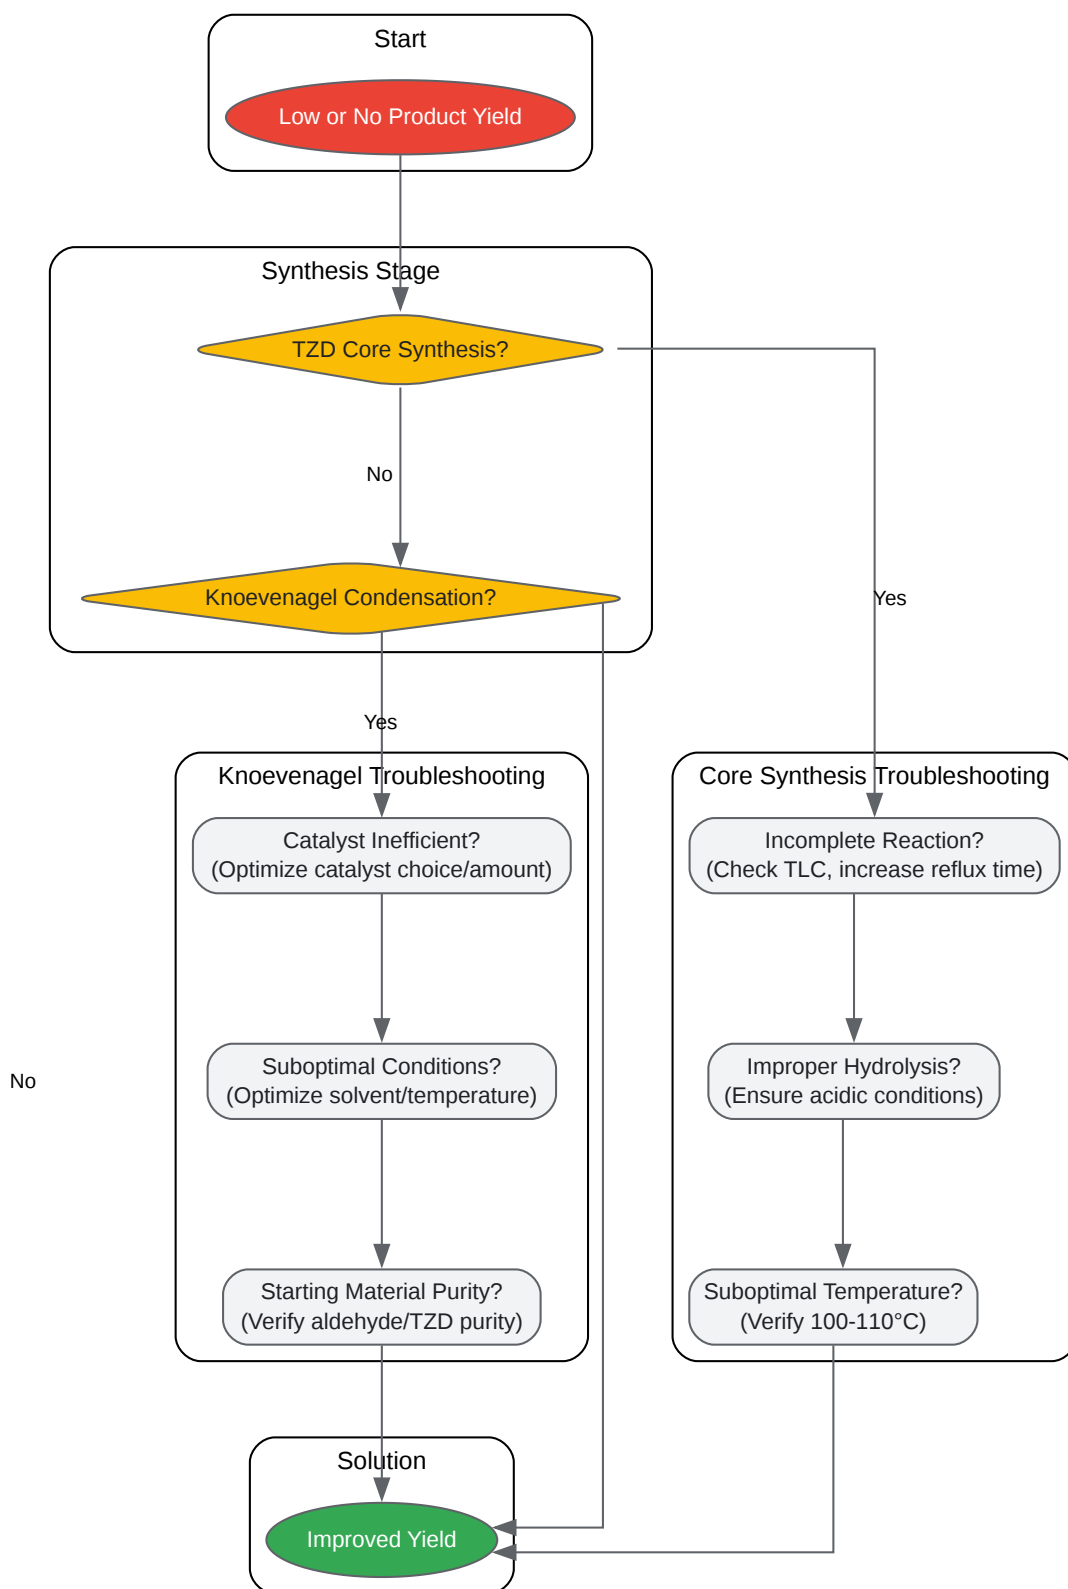 Start
Low or No Product Yield
Synthesis Stage
TZD Core Synthesis?
No
Knoevenagel Condensation?
Yes
Yes
Knoevenagel Troubleshooting
Catalyst Inefficient?
(Optimize catalyst choice/amount)
Suboptimal Conditions?
(Optimize solvent/temperature)
Starting Material Purity?
(Verify aldehyde/TZD purity)
Core Synthesis Troubleshooting
Incomplete Reaction?
(Check TLC, increase reflux time)
Improper Hydrolysis?
(Ensure acidic conditions)
Suboptimal Temperature?
(Verify 100-110°C)
No
Solution
Improved Yield